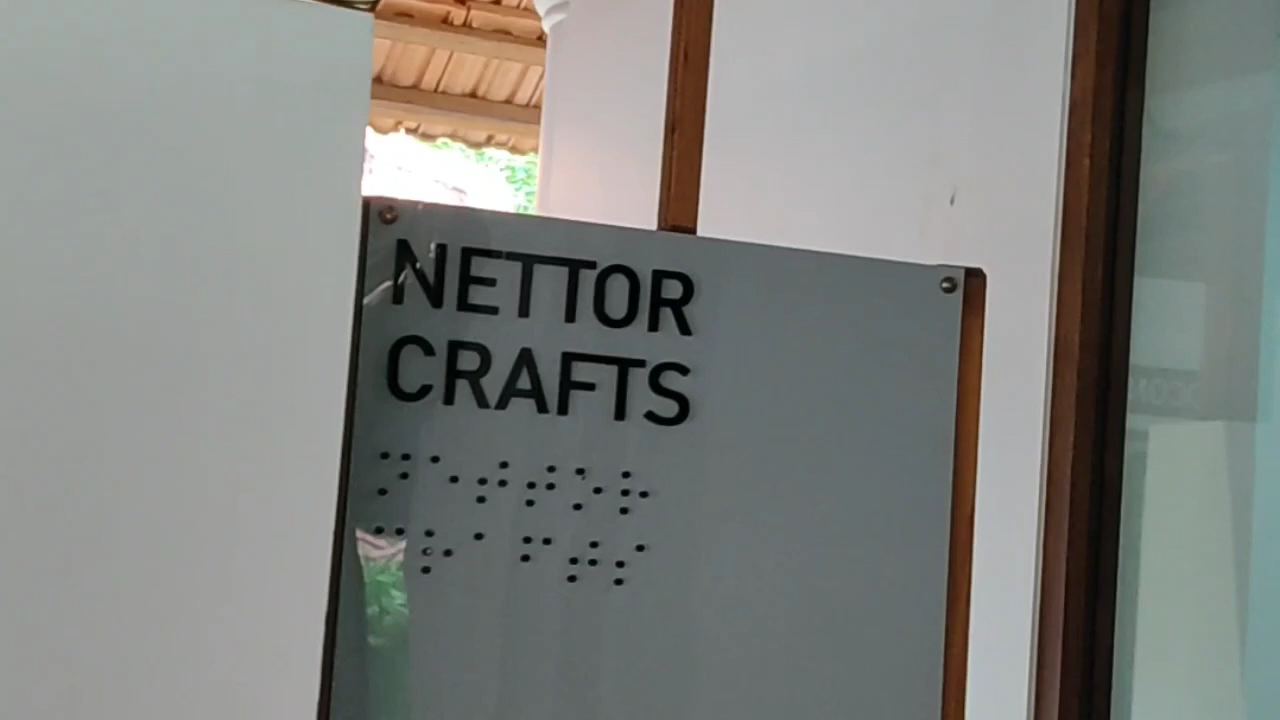 NETTOR
CRAFTS
⠝⠑⠞⠞⠕⠗
⠉⠗⠁⠋⠞⠎